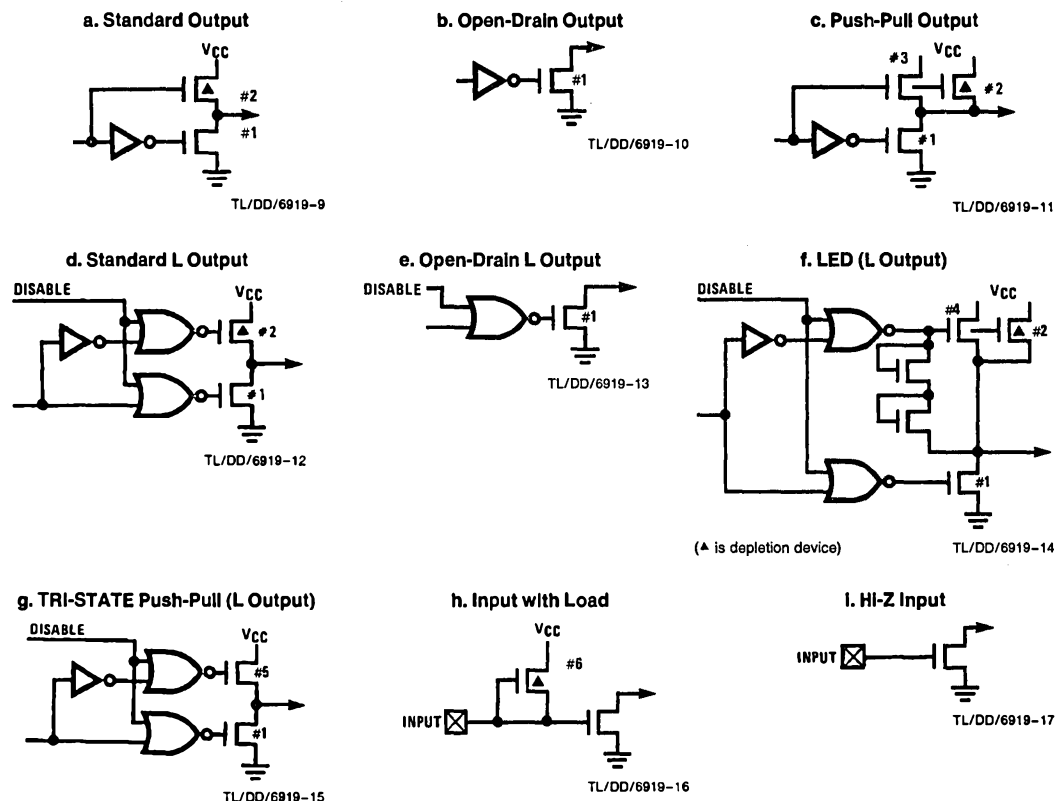 a. Standard Output
VCC
#2
#1
TL/DD/6919-9
b. Open-Drain Output
#1
TL/DD/6919-10
c. Push-Pull Output
#3
VCC
#2
#1
TL/DD/6919-11
d. Standard L Output
DISABLE
VCC
#2
#1
TL/DD/6919-12
e. Open-Drain L Output
DISABLE
#1
TL/DD/6919-13
f. LED (L Output)
DISABLE
VCC
#4
#2
#1
(▲ is depletion device)
TL/DD/6919-14
g. TRI-STATE Push-Pull (L Output)
DISABLE
VCC
#5
#1
TL/DD/6919-15
h. Input with Load
VCC
#6
INPUT
TL/DD/6919-16
i. Hi-Z Input
INPUT
TL/DD/6919-17